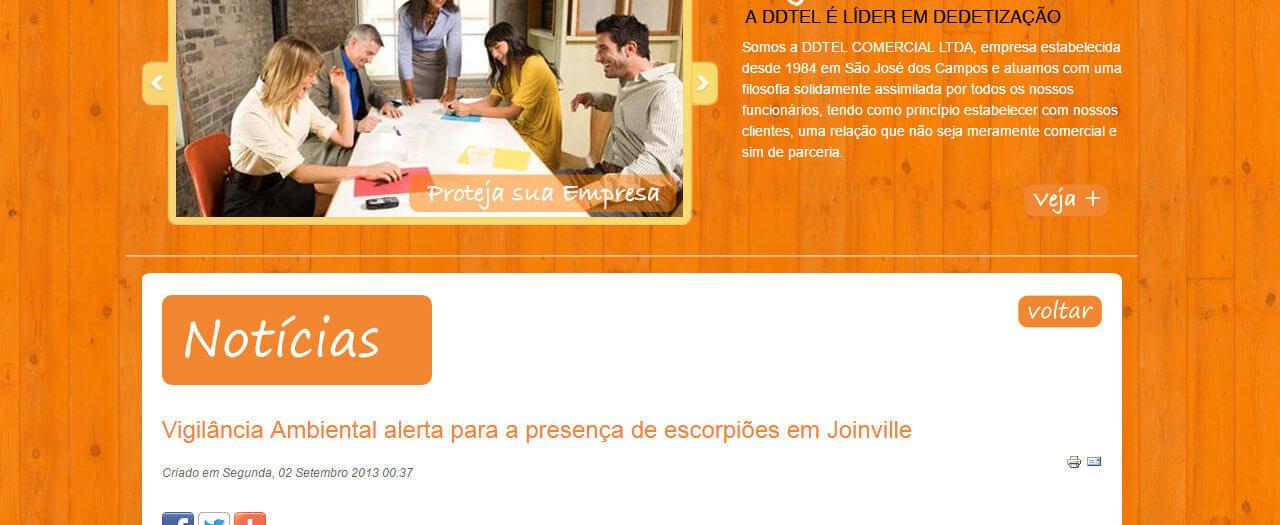 A DDTEL É LÍDER EM DEDETIZAÇÃO
Somos a DDTEL COMERCIAL LTDA, empresa estabelecida
desde 1984 em São José dos Campos e atuamos com uma
filosofia solidamente assimilada por todos os nossos
funcionários, tendo como princípio estabelecer com nossos
clientes, uma relação que não seja meramente comercial e
sim de parceria.
Proteja sua Empresa
Veja +
Notícias
voltar
Vigilância Ambiental alerta para a presença de escorpiões em Joinville
Criado em Segunda, 02 Setembro 2013 00:37